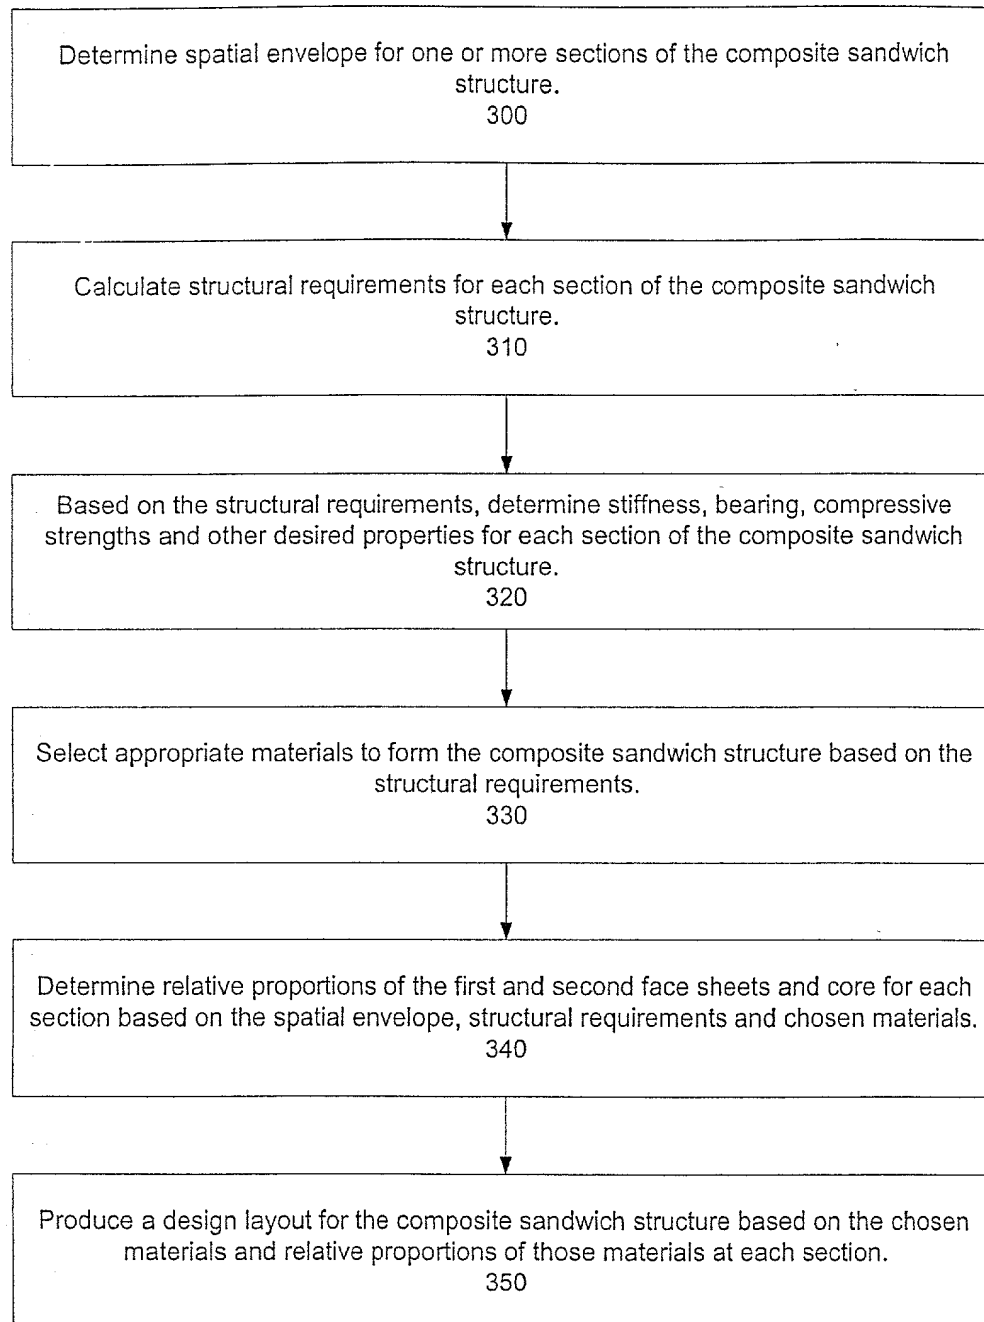 Determine spatial envelope for one or more sections of the composite sandwich
structure.
300
Calculate structural requirements for each section of the composite sandwich
structure.
310
Based on the structural requirements, determine stiffness, bearing, compressive
strengths and other desired properties for each section of the composite sandwich
structure.
320
Select appropriate materials to form the composite sandwich structure based on the
structural requirements.
330
Determine relative proportions of the first and second face sheets and core for each
section based on the spatial envelope, structural requirements and chosen materials.
340
Produce a design layout for the composite sandwich structure based on the chosen
materials and relative proportions of those materials at each section.
350